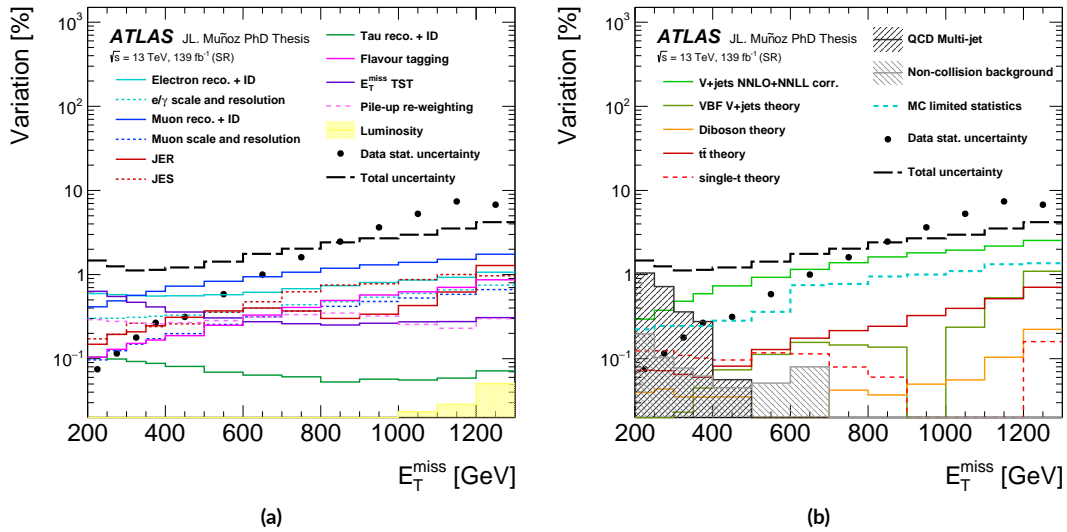 Variation [%]
ATLAS JL. Muñoz PhD Thesis
√s = 13 TeV, 139 fb⁻¹ (SR)
Electron reco. + ID
e/γ scale and resolution
Muon reco. + ID
Muon scale and resolution
JER
JES
Tau reco. + ID
Flavour tagging
E_T^miss TST
Pile-up re-weighting
Luminosity
Data stat. uncertainty
Total uncertainty
10³
10²
10
1
10⁻¹
200 400 600 800 1000 1200
E_T^miss [GeV]
(a)
Variation [%]
ATLAS JL. Muñoz PhD Thesis
√s = 13 TeV, 139 fb⁻¹ (SR)
V+jets NNLO+NNLL corr.
VBF V+jets theory
Diboson theory
tt̄ theory
single-t theory
QCD Multi-jet
Non-collision background
MC limited statistics
Data stat. uncertainty
Total uncertainty
10³
10²
10
1
10⁻¹
200 400 600 800 1000 1200
E_T^miss [GeV]
(b)